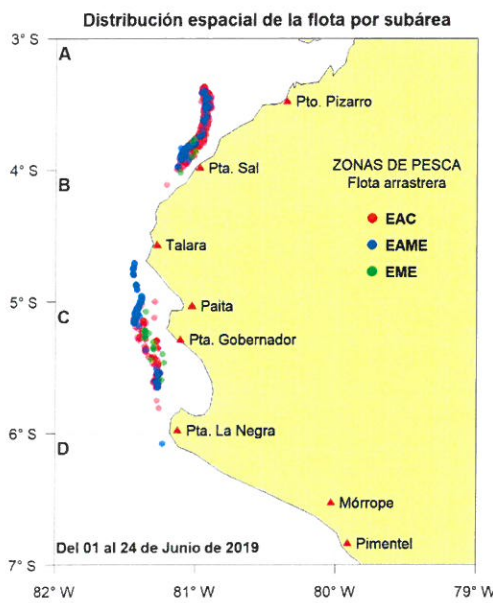 Distribución espacial de la flota por subárea
3° S
A
Pto. Pizarro
4° S
Pta. Sal
B
ZONAS DE PESCA
Flota arrastrera
EAC
EAME
EME
Talara
5° S
C
Paita
Pta. Gobernador
6° S
Pta. La Negra
D
Mórrope
Pimentel
Del 01 al 24 de Junio de 2019
7° S
82° W
81° W
80° W
79° W